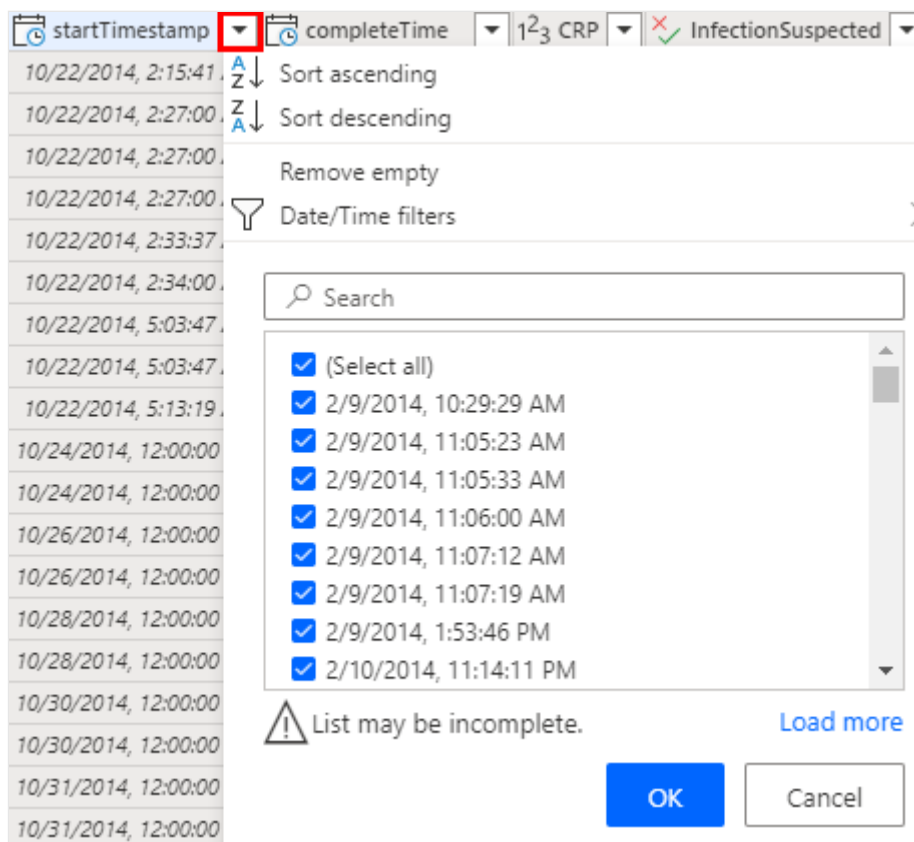 startTimestamp completeTime 123 CRP InfectionSuspected
10/22/2014, 2:15:41
A Z Sort ascending
10/22/2014, 2:27:00
Z A Sort descending
10/22/2014, 2:27:00
Remove empty
10/22/2014, 2:27:00
Date/Time filters
10/22/2014, 2:33:37
10/22/2014, 2:34:00
Search
10/22/2014, 5:03:47
10/22/2014, 5:03:47
(Select all)
10/22/2014, 5:13:19
2/9/2014, 10:29:29 AM
10/24/2014, 12:00:00
2/9/2014, 11:05:23 AM
10/24/2014, 12:00:00
2/9/2014, 11:05:33 AM
10/26/2014, 12:00:00
2/9/2014, 11:06:00 AM
10/26/2014, 12:00:00
2/9/2014, 11:07:12 AM
10/28/2014, 12:00:00
2/9/2014, 11:07:19 AM
10/28/2014, 12:00:00
2/9/2014, 1:53:46 PM
2/10/2014, 11:14:11 PM
10/30/2014, 12:00:00
List may be incomplete. Load more
10/30/2014, 12:00:00
10/31/2014, 12:00:00
OK Cancel
10/31/2014, 12:00:00